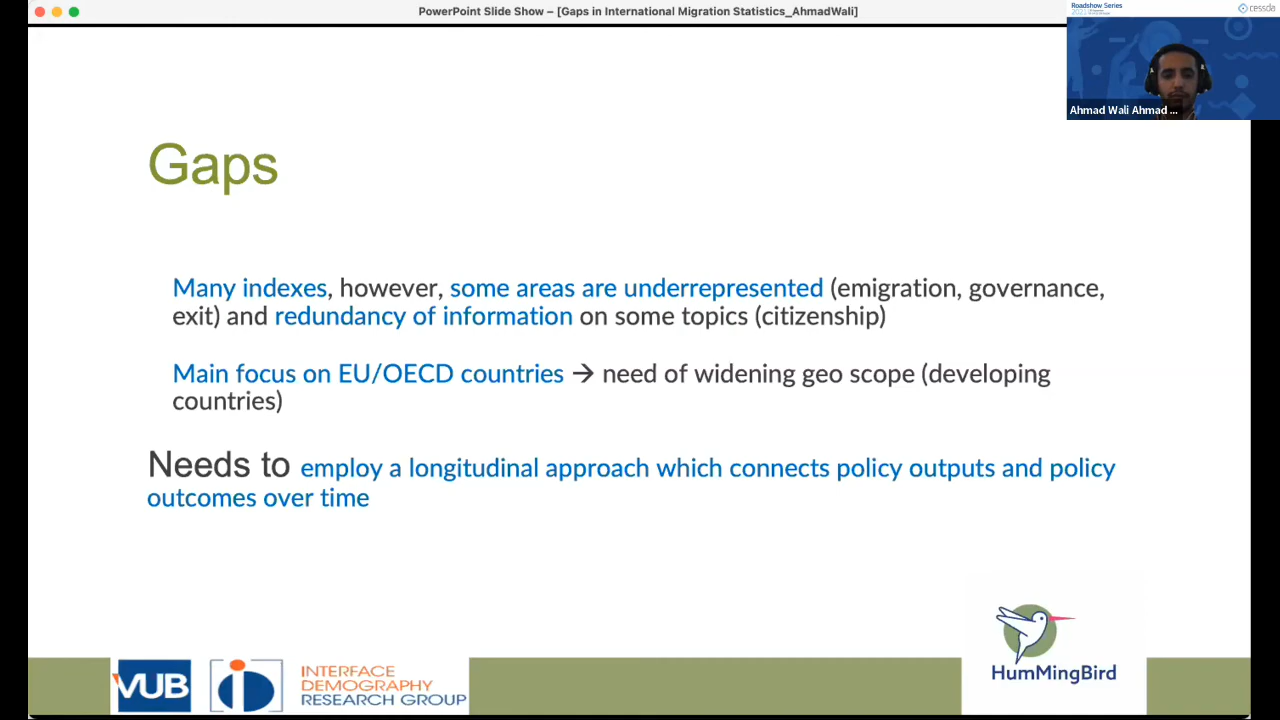 PowerPoint Slide Show – [Gaps in International Migration Statistics_AhmadWali]
Roadshow Series
cessda
Ahmad Wali Ahmad ...
Gaps
Many indexes, however, some areas are underrepresented (emigration, governance,
exit) and redundancy of information on some topics (citizenship)
Main focus on EU/OECD countries → need of widening geo scope (developing
countries)
Needs to employ a longitudinal approach which connects policy outputs and policy
outcomes over time
VUB
INTERFACE
DEMOGRAPHY
RESEARCH GROUP
HumMingBird